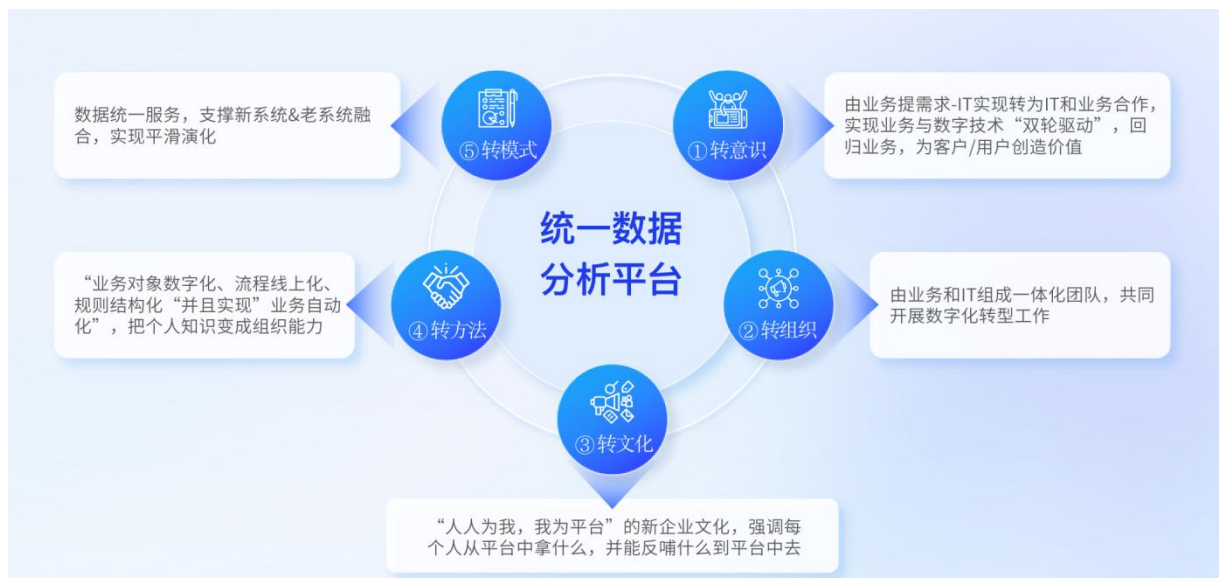 统一数据
分析平台
①转意识
由业务提需求-IT实现转为IT和业务合作，
实现业务与数字技术“双轮驱动”，回
归业务，为客户/用户创造价值
②转组织
由业务和IT组成一体化团队，共同
开展数字化转型工作
③转文化
“人人为我，我为平台”的新企业文化，强调每
个人从平台中拿什么，并能反哺什么到平台中去
④转方法
“业务对象数字化、流程线上化、
规则结构化“并且实现”业务自动
化”，把个人知识变成组织能力
⑤转模式
数据统一服务，支撑新系统&老系统融
合，实现平滑演化